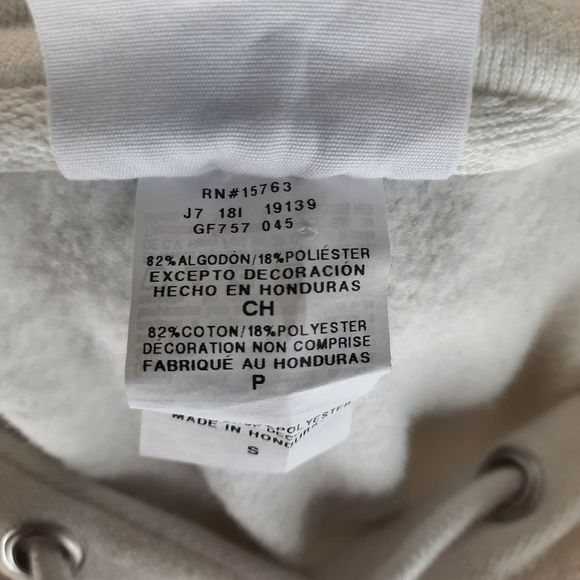 RN#15763
J7 18I 19139
GF757 045
82%ALGODÓN/18%POLIÉSTER
EXCEPTO DECORACIÓN
HECHO EN HONDURAS
CH
82%COTON/18%POLYESTER
DÉCORATION NON COMPRISE
FABRIQUÉ AU HONDURAS
P
MADE IN HONDURAS
S